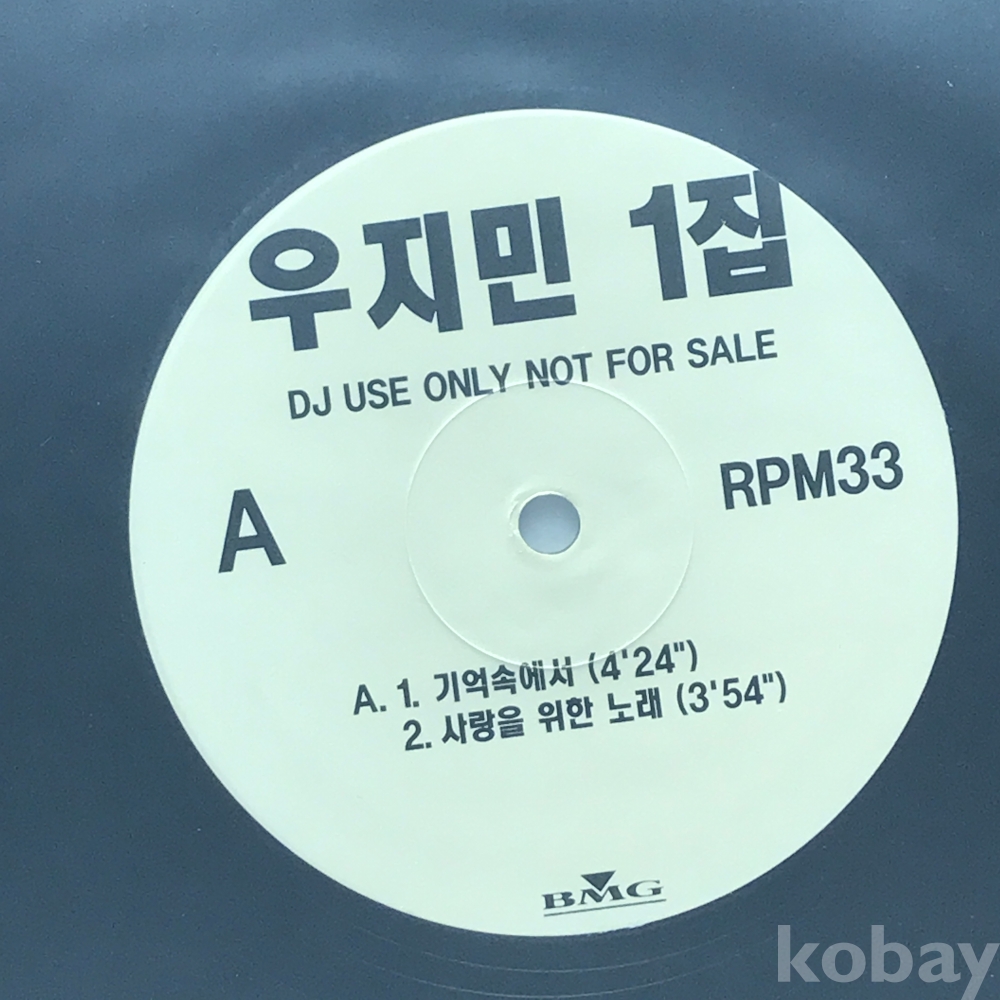 우지민 1집
DJ USE ONLY NOT FOR SALE
A
RPM33
A. 1. 기억속에서 (4'24")
2. 사랑을 위한 노래 (3'54")
BMG
kobay